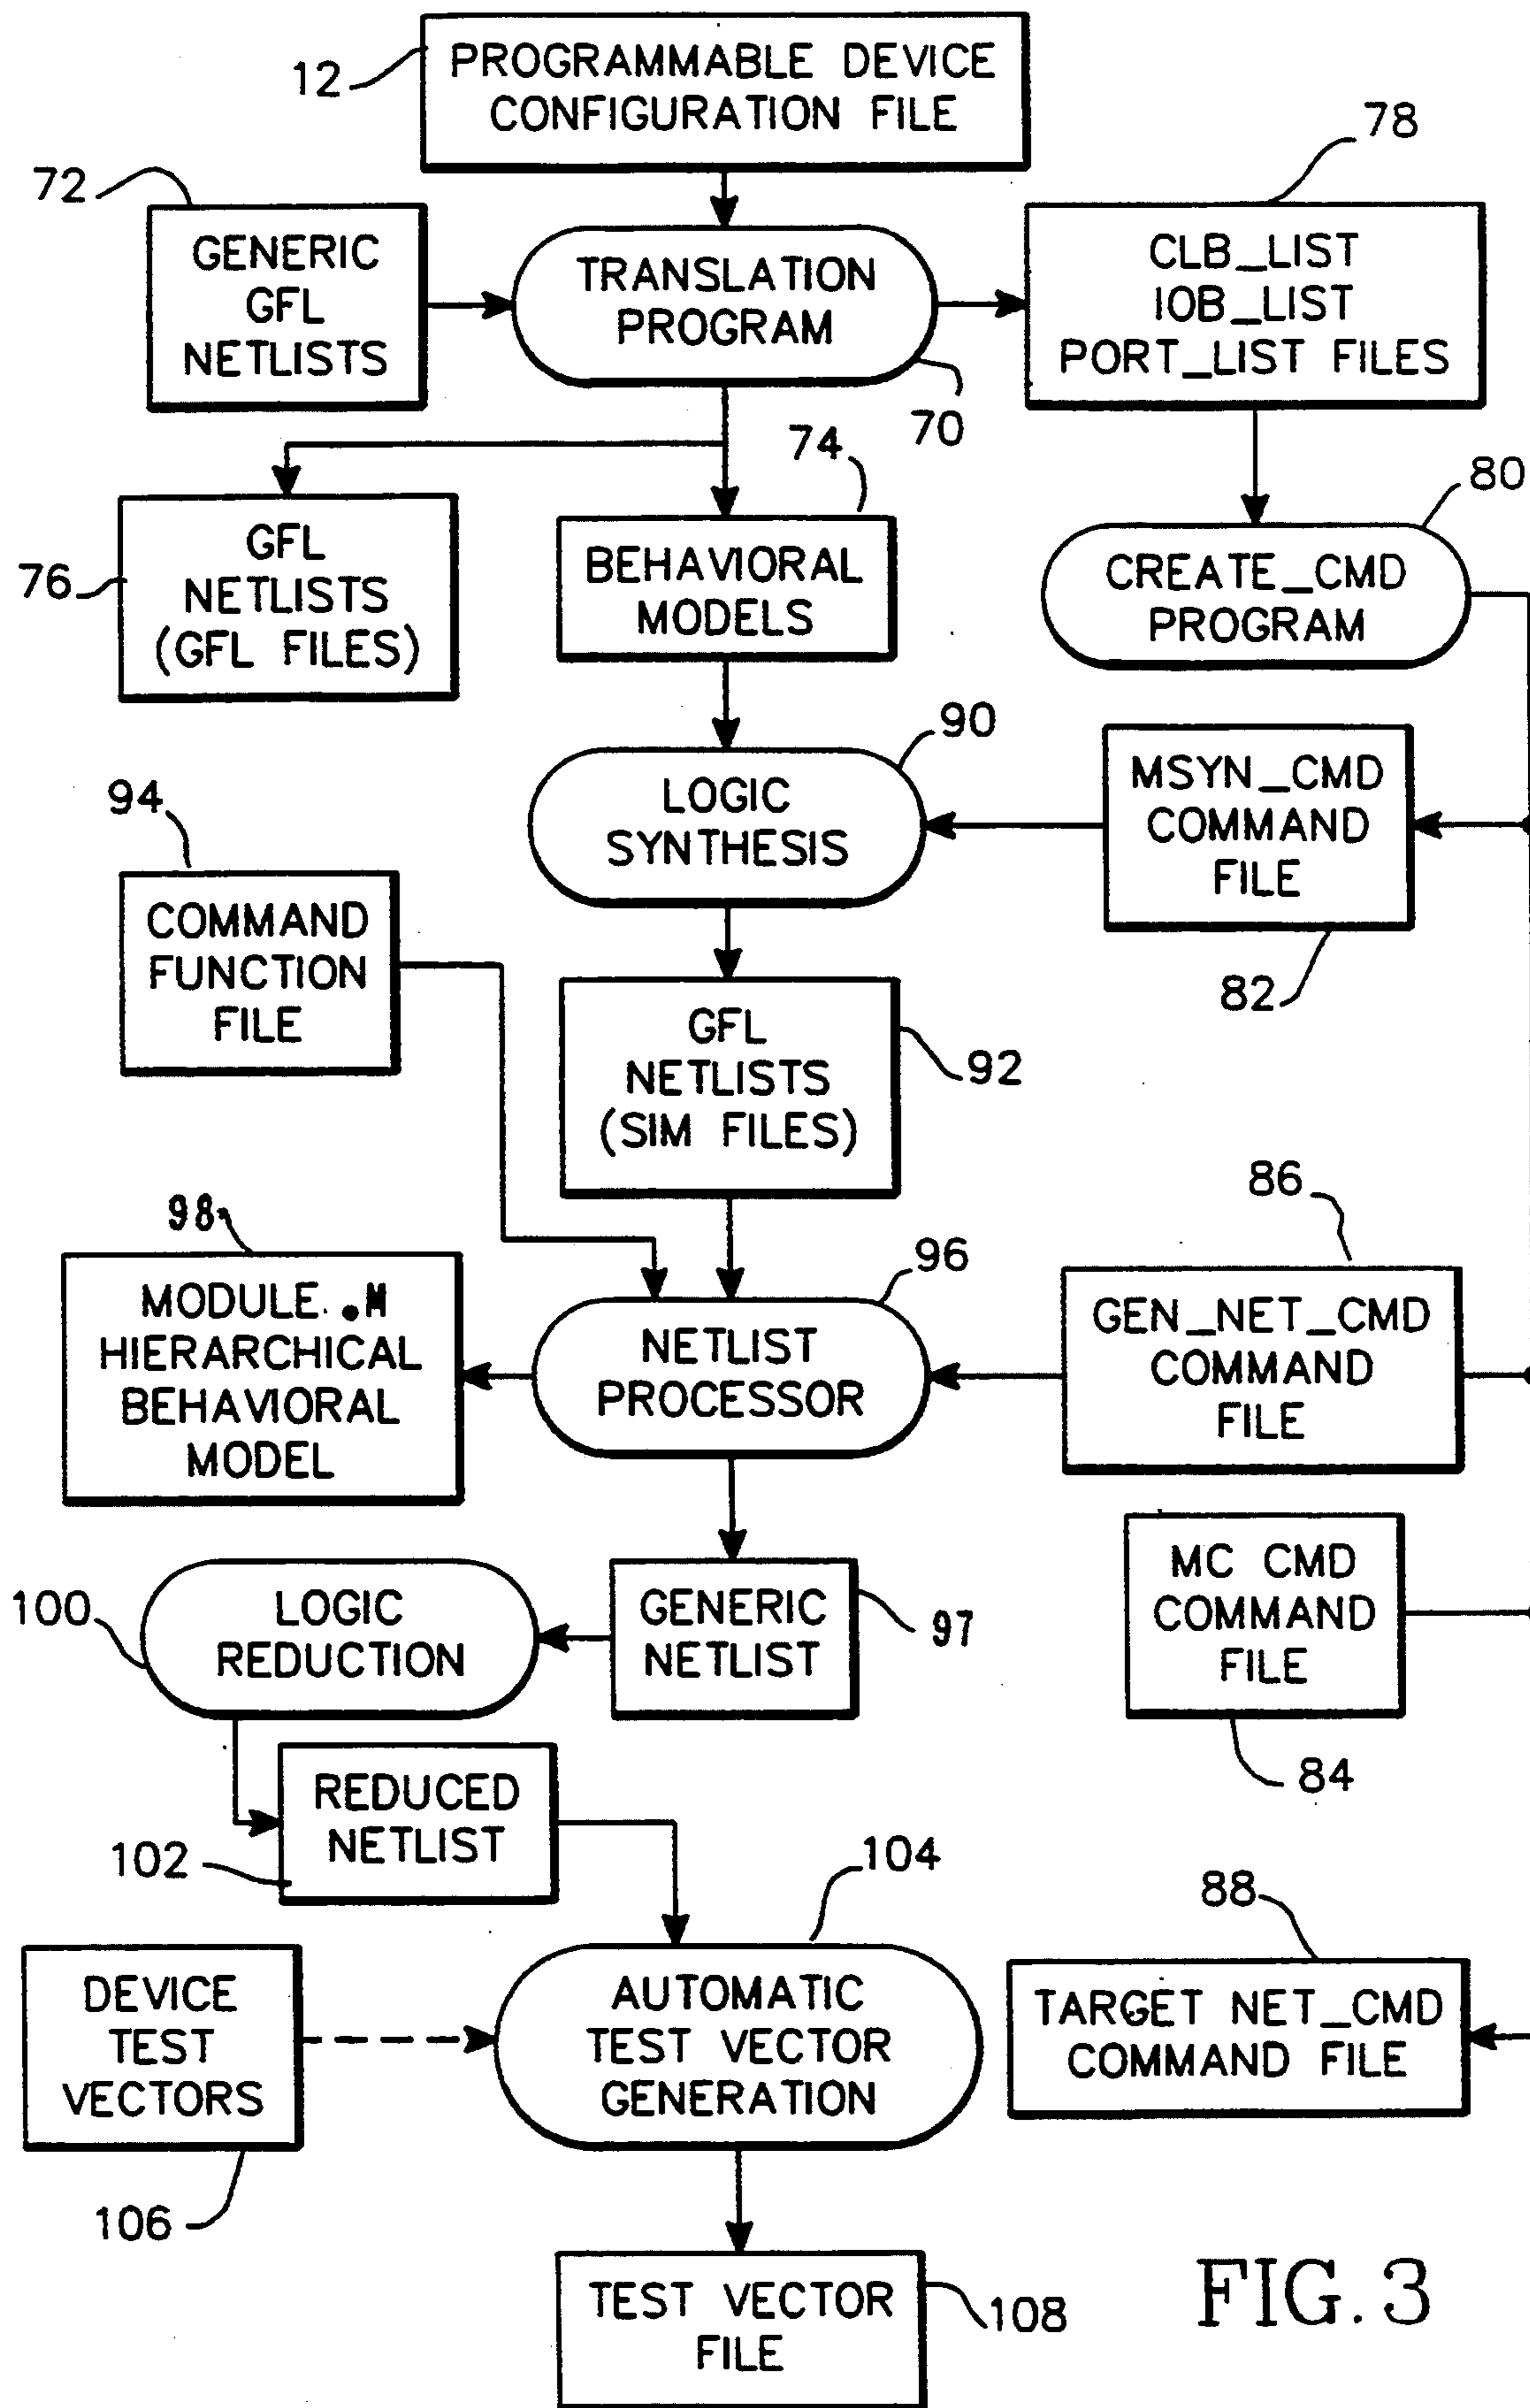 12
PROGRAMMABLE DEVICE
CONFIGURATION FILE
72
GENERIC
GFL
NETLISTS
TRANSLATION
PROGRAM
70
78
CLB_LIST
IOB_LIST
PORT_LIST FILES
76
GFL
NETLISTS
(GFL FILES)
74
BEHAVIORAL
MODELS
80
CREATE_CMD
PROGRAM
90
LOGIC
SYNTHESIS
MSYN_CMD
COMMAND
FILE
82
94
COMMAND
FUNCTION
FILE
GFL
NETLISTS
(SIM FILES)
92
98
MODULE.M
HIERARCHICAL
BEHAVIORAL
MODEL
96
NETLIST
PROCESSOR
86
GEN_NET_CMD
COMMAND
FILE
100
LOGIC
REDUCTION
GENERIC
NETLIST
97
MC CMD
COMMAND
FILE
84
REDUCED
NETLIST
102
104
88
DEVICE
TEST
VECTORS
106
AUTOMATIC
TEST VECTOR
GENERATION
TARGET NET_CMD
COMMAND FILE
TEST VECTOR
FILE
108
FIG. 3